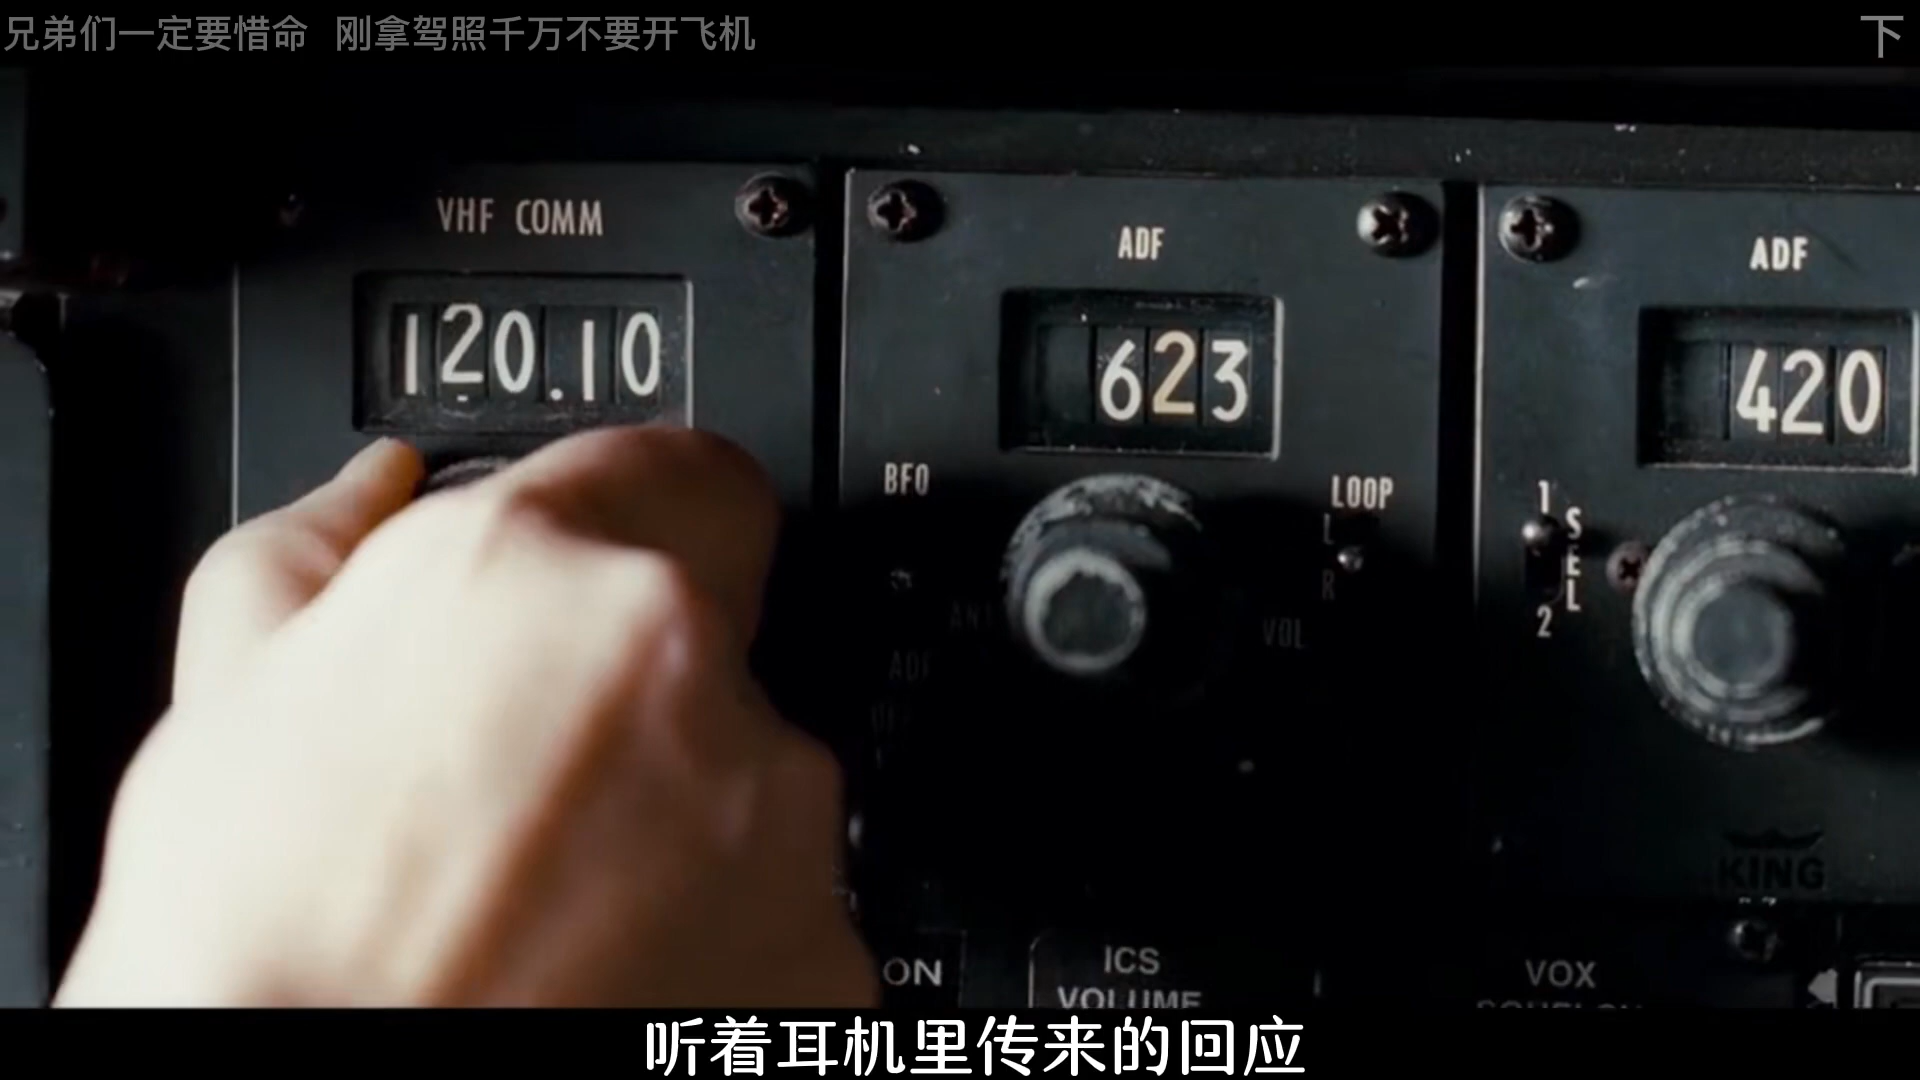 兄弟们一定要惜命 刚拿驾照千万不要开飞机
下
VHF COMM
120.10
ADF
623
ADF
420
BFO
LOOP
L
R
1
SEL
2
ANT
VOL
ADF
KING
ON
ICS
VOLUME
VOX
听着耳机里传来的回应